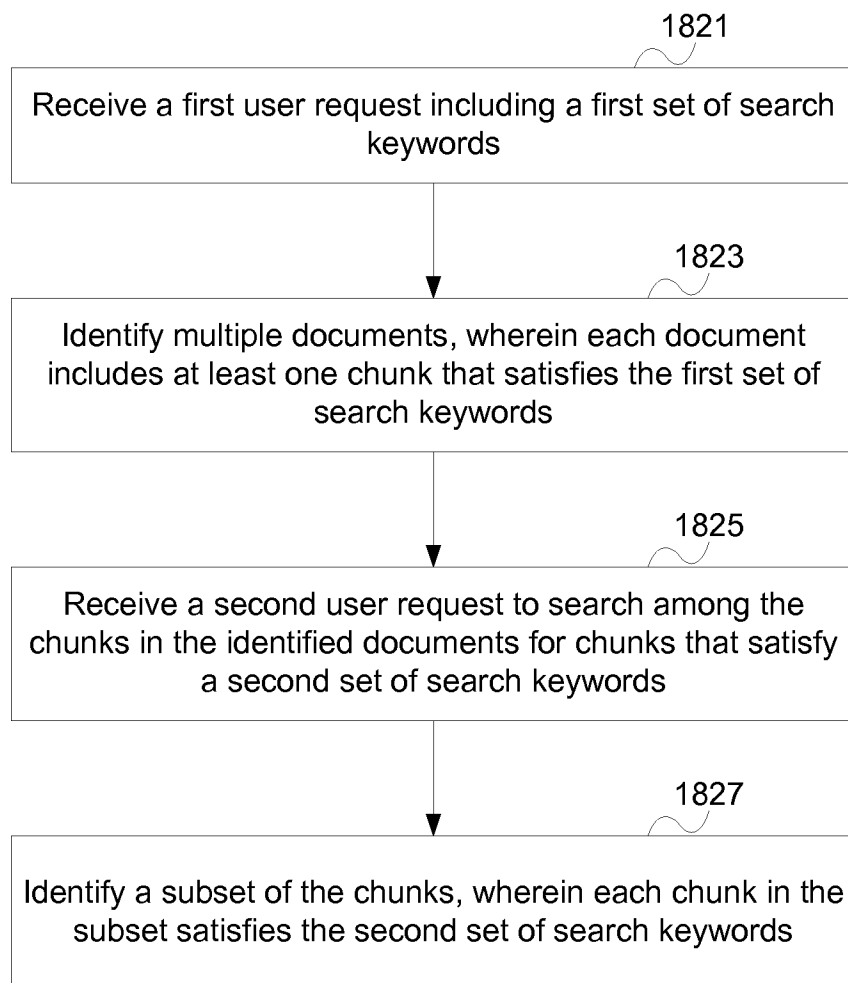 1821
Receive a first user request including a first set of search
keywords
1823
Identify multiple documents, wherein each document
includes at least one chunk that satisfies the first set of
search keywords
1825
Receive a second user request to search among the
chunks in the identified documents for chunks that satisfy
a second set of search keywords
1827
Identify a subset of the chunks, wherein each chunk in the
subset satisfies the second set of search keywords